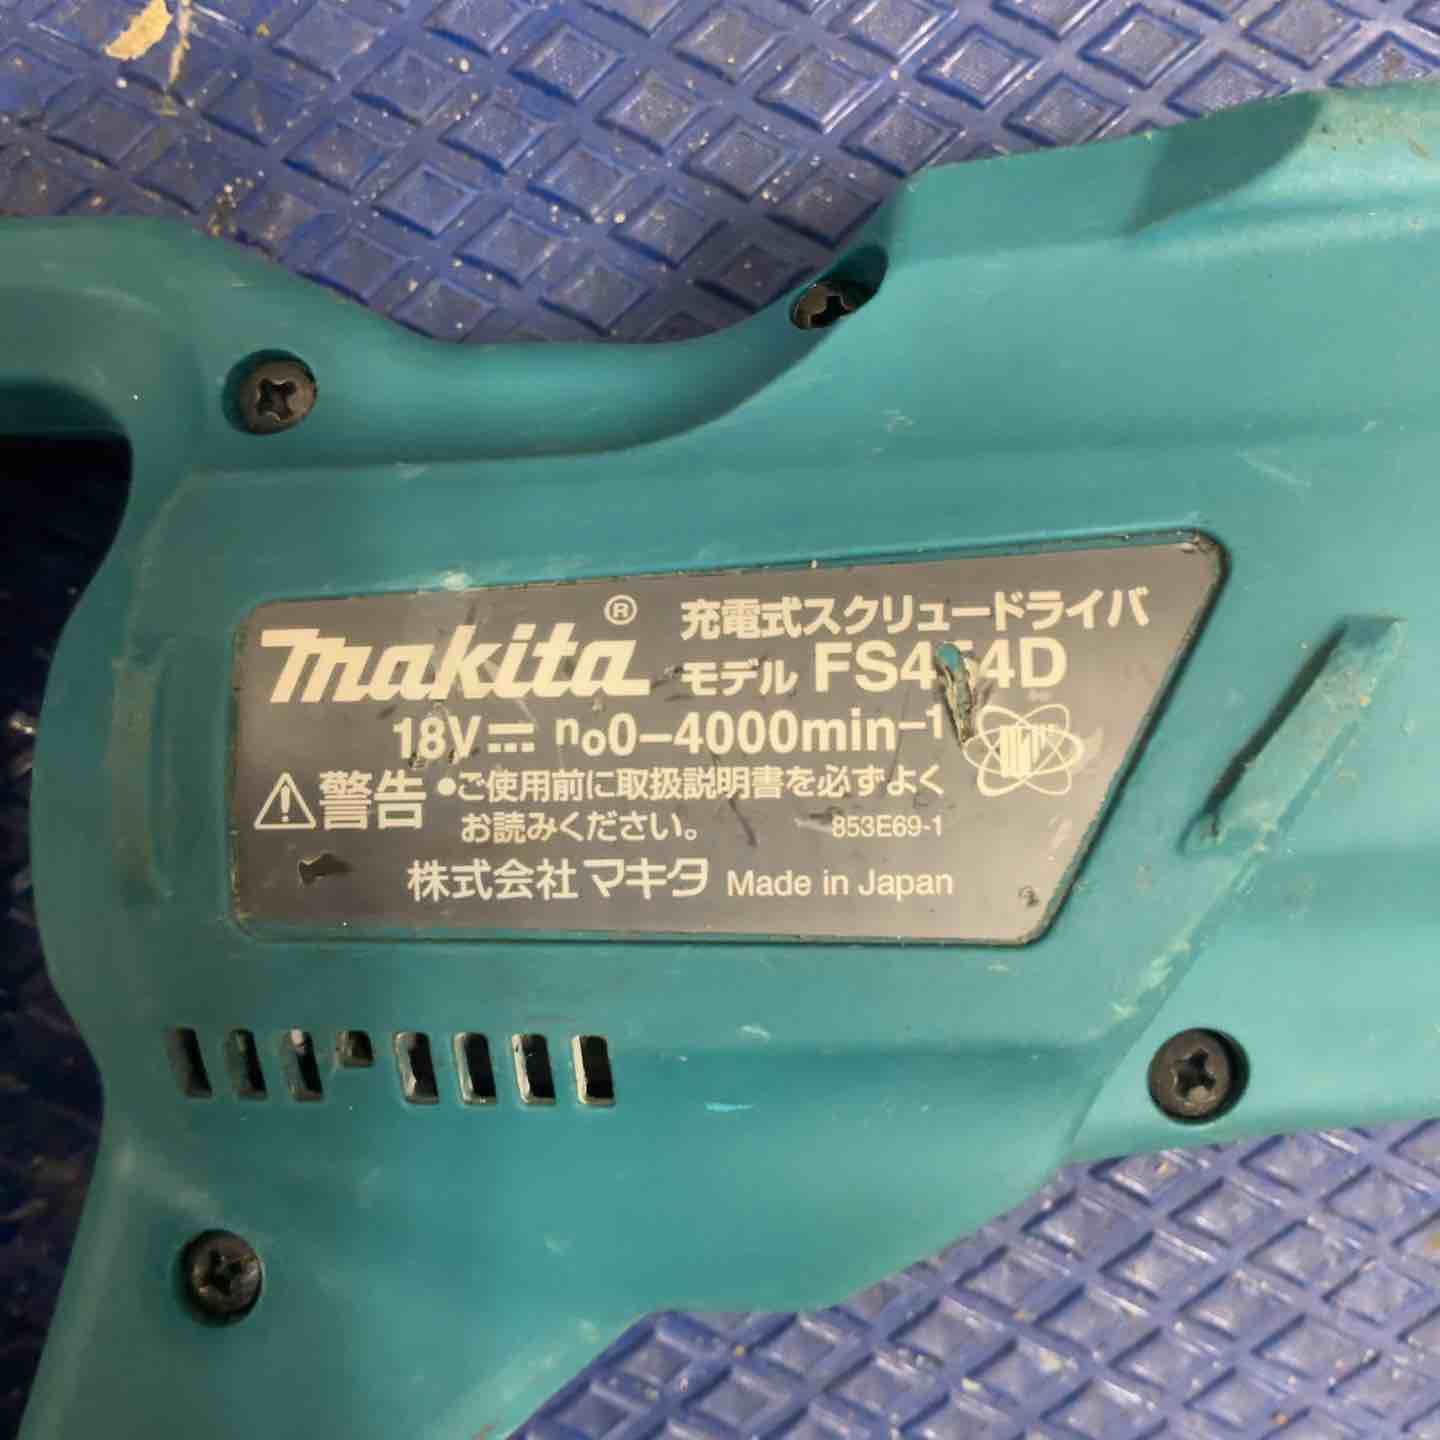 makita®
充電式スクリュードライバ
モデル FS454D
18V⎓ n₀0−4000min⁻¹
⚠警告 ●ご使用前に取扱説明書を必ずよく
お読みください。 853E69-1
株式会社マキタ Made in Japan